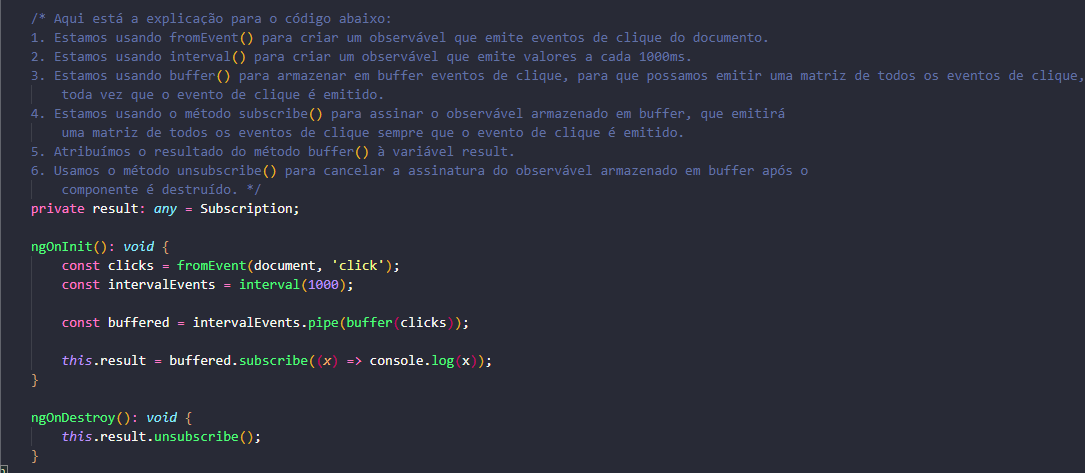 /* Aqui está a explicação para o código abaixo:
1. Estamos usando fromEvent() para criar um observável que emite eventos de clique do documento.
2. Estamos usando interval() para criar um observável que emite valores a cada 1000ms.
3. Estamos usando buffer() para armazenar em buffer eventos de clique, para que possamos emitir uma matriz de todos os eventos de clique,
toda vez que o evento de clique é emitido.
4. Estamos usando o método subscribe() para assinar o observável armazenado em buffer, que emitirá
uma matriz de todos os eventos de clique sempre que o evento de clique é emitido.
5. Atribuímos o resultado do método buffer() à variável result.
6. Usamos o método unsubscribe() para cancelar a assinatura do observável armazenado em buffer após o
componente é destruído. */
private result: any = Subscription;
ngOnInit(): void {
const clicks = fromEvent(document, 'click');
const intervalEvents = interval(1000);
const buffered = intervalEvents.pipe(buffer(clicks));
this.result = buffered.subscribe((x) => console.log(x));
}
ngOnDestroy(): void {
this.result.unsubscribe();
}